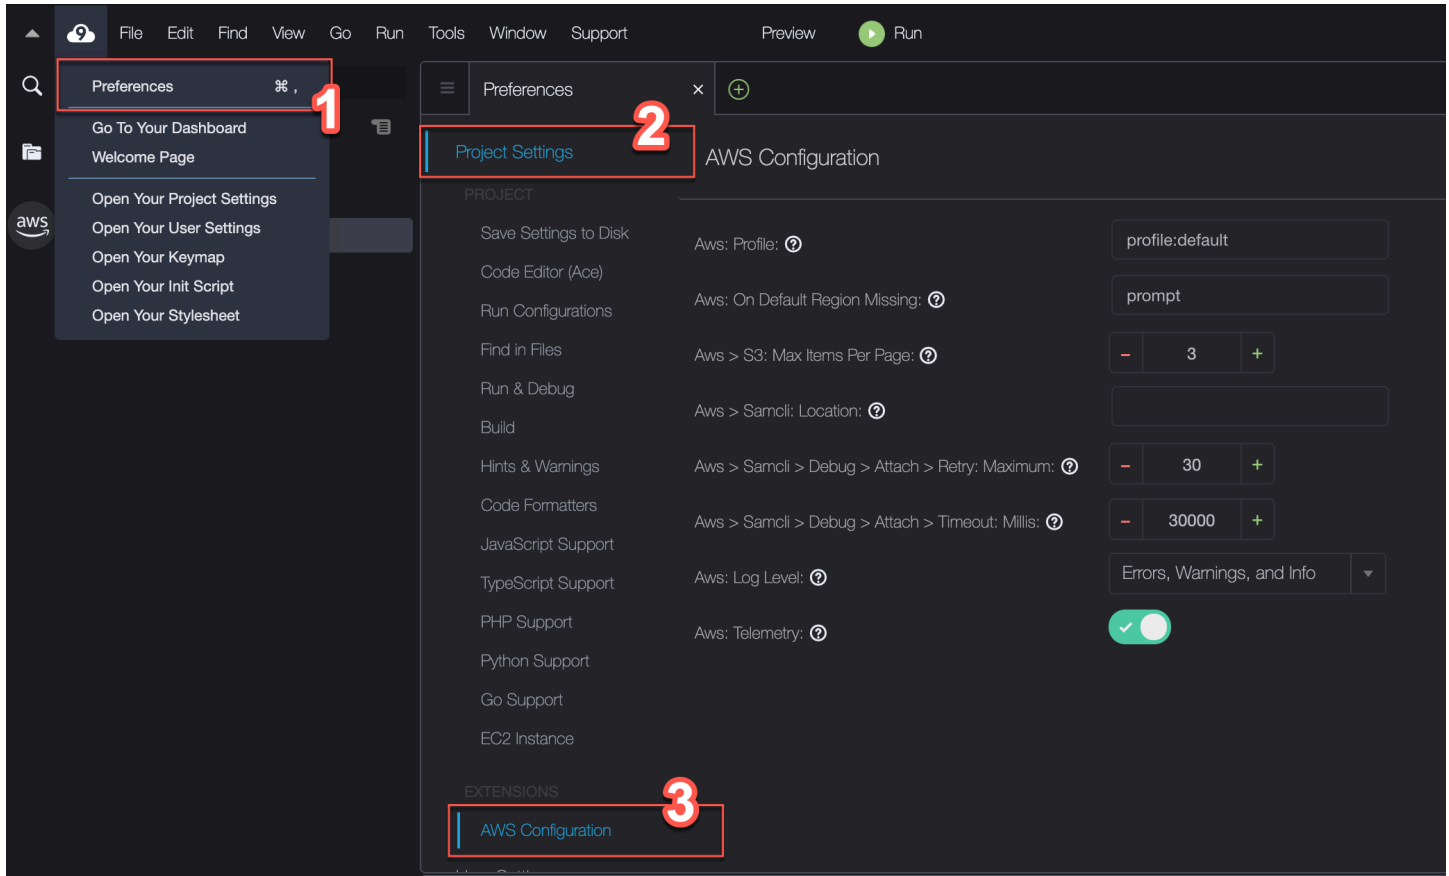 9 File Edit Find View Go Run Tools Window Support Preview Run
Preferences ⌘ ,
1
Go To Your Dashboard
Welcome Page
Open Your Project Settings
Open Your User Settings
Open Your Keymap
Open Your Init Script
Open Your Stylesheet
aws
Preferences
2
Project Settings
PROJECT
Save Settings to Disk
Code Editor (Ace)
Run Configurations
Find in Files
Run & Debug
Build
Hints & Warnings
Code Formatters
JavaScript Support
TypeScript Support
PHP Support
Python Support
Go Support
EC2 Instance
EXTENSIONS
3
AWS Configuration
AWS Configuration
Aws: Profile: ? profile:default
Aws: On Default Region Missing: ? prompt
Aws > S3: Max Items Per Page: ? − 3 +
Aws > Samcli: Location: ?
Aws > Samcli > Debug > Attach > Retry: Maximum: ? − 30 +
Aws > Samcli > Debug > Attach > Timeout: Millis: ? − 30000 +
Aws: Log Level: ? Errors, Warnings, and Info
Aws: Telemetry: ?